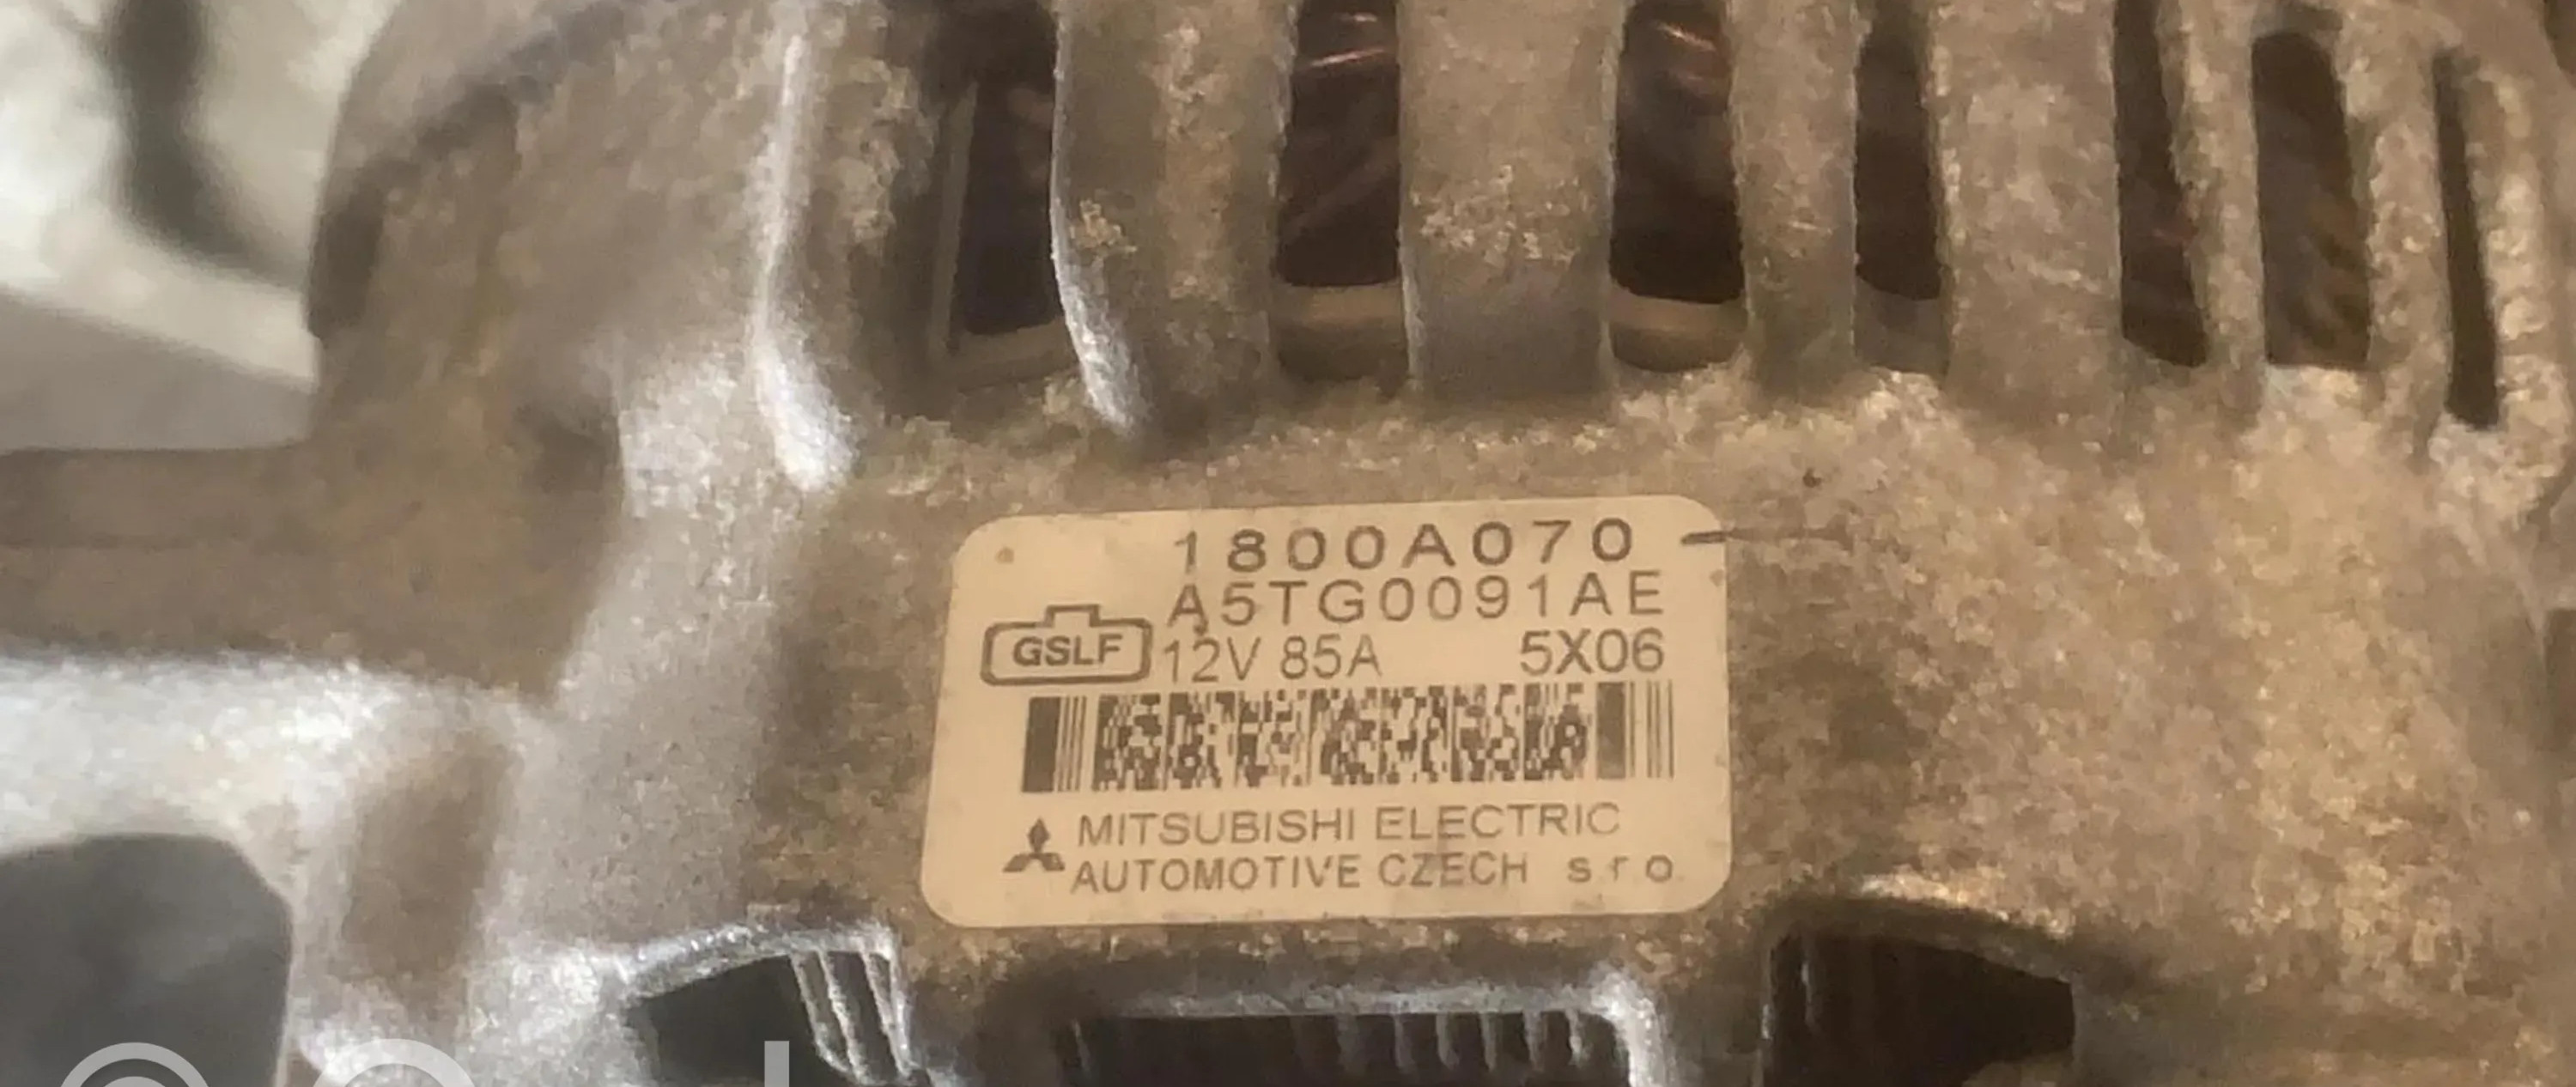 1800A070
A5TG0091AE
GSLF 12V 85A 5X06
MITSUBISHI ELECTRIC
AUTOMOTIVE CZECH s r o